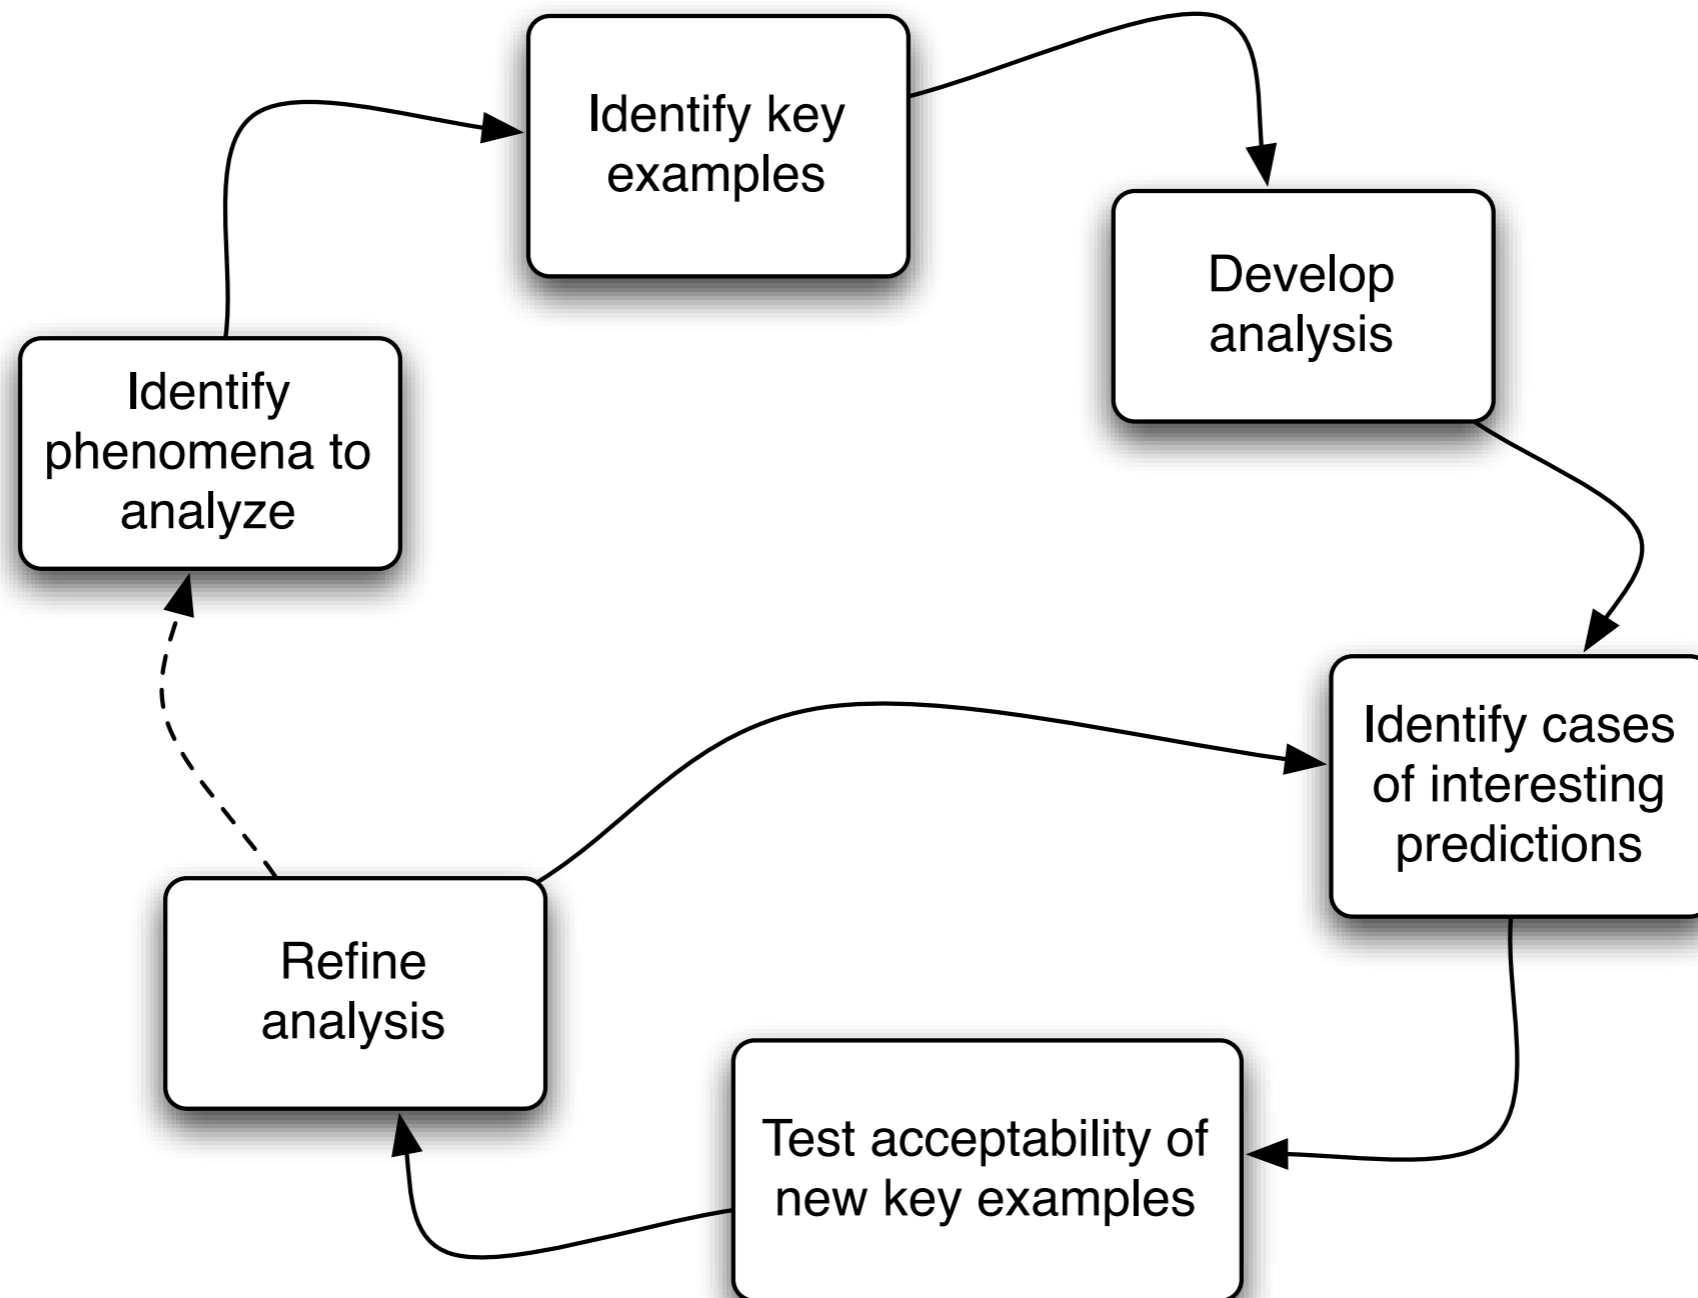 Identify key
examples
Develop
analysis
Identify
phenomena to
analyze
Identify cases
of interesting
predictions
Refine
analysis
Test acceptability of
new key examples